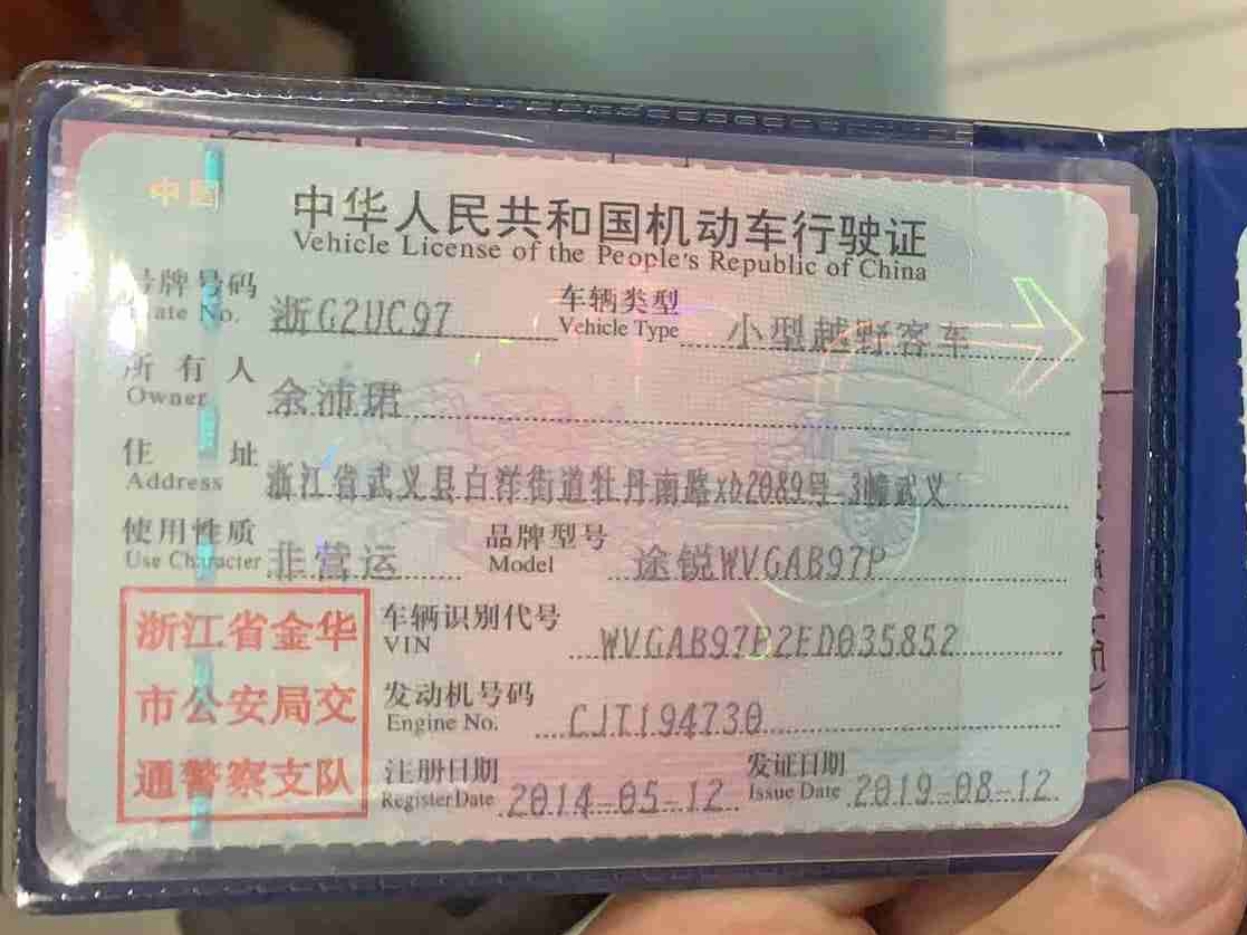 中国
中华人民共和国机动车行驶证
Vehicle License of the People's Republic of China
号牌号码 浙G2UC97 车辆类型 小型越野客车
Plate No. Vehicle Type
所有人 余沛珺
Owner
住址 浙江省武义县白洋街道牡丹南路xb2089号-3幢武义
Address
使用性质 非营运 品牌型号 途锐WVGAB97P
Use Character Model
浙江省金华
市公安局交
通警察支队
车辆识别代号 WVGAB97P2ED035852
VIN
发动机号码 CJT194730
Engine No.
注册日期 2014-05-12 发证日期 2019-08-12
Register Date Issue Date